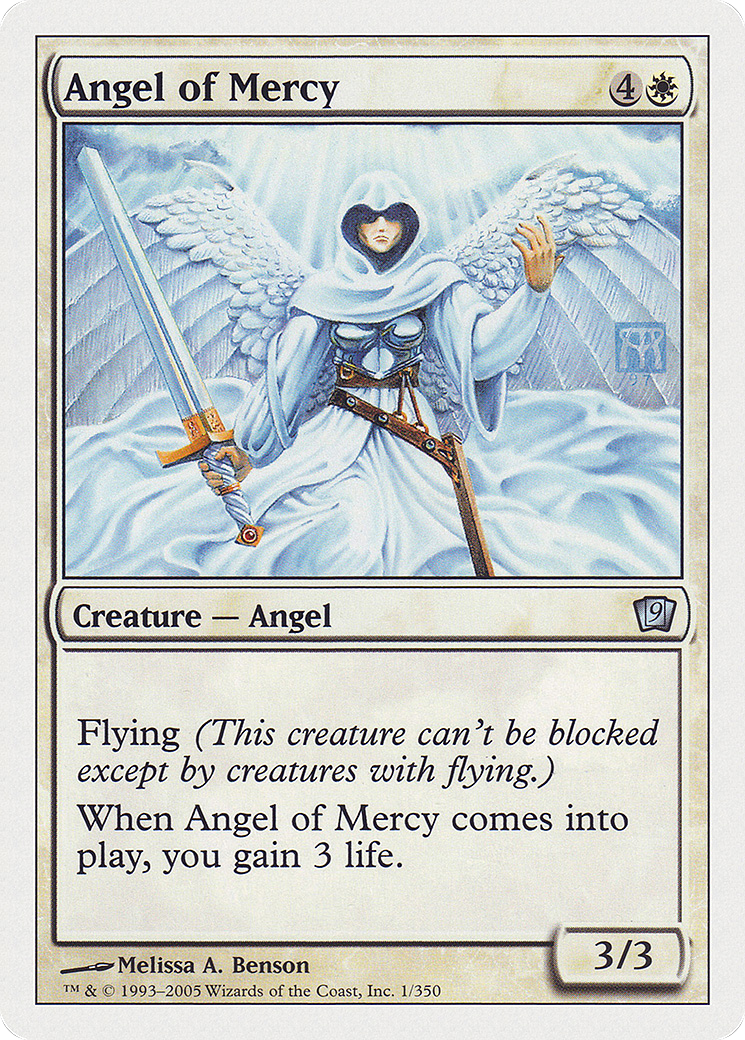 Angel of Mercy 4
Creature — Angel 9
Flying (This creature can't be blocked
except by creatures with flying.)
When Angel of Mercy comes into
play, you gain 3 life.
3/3
Melissa A. Benson
™ & © 1993–2005 Wizards of the Coast, Inc. 1/350